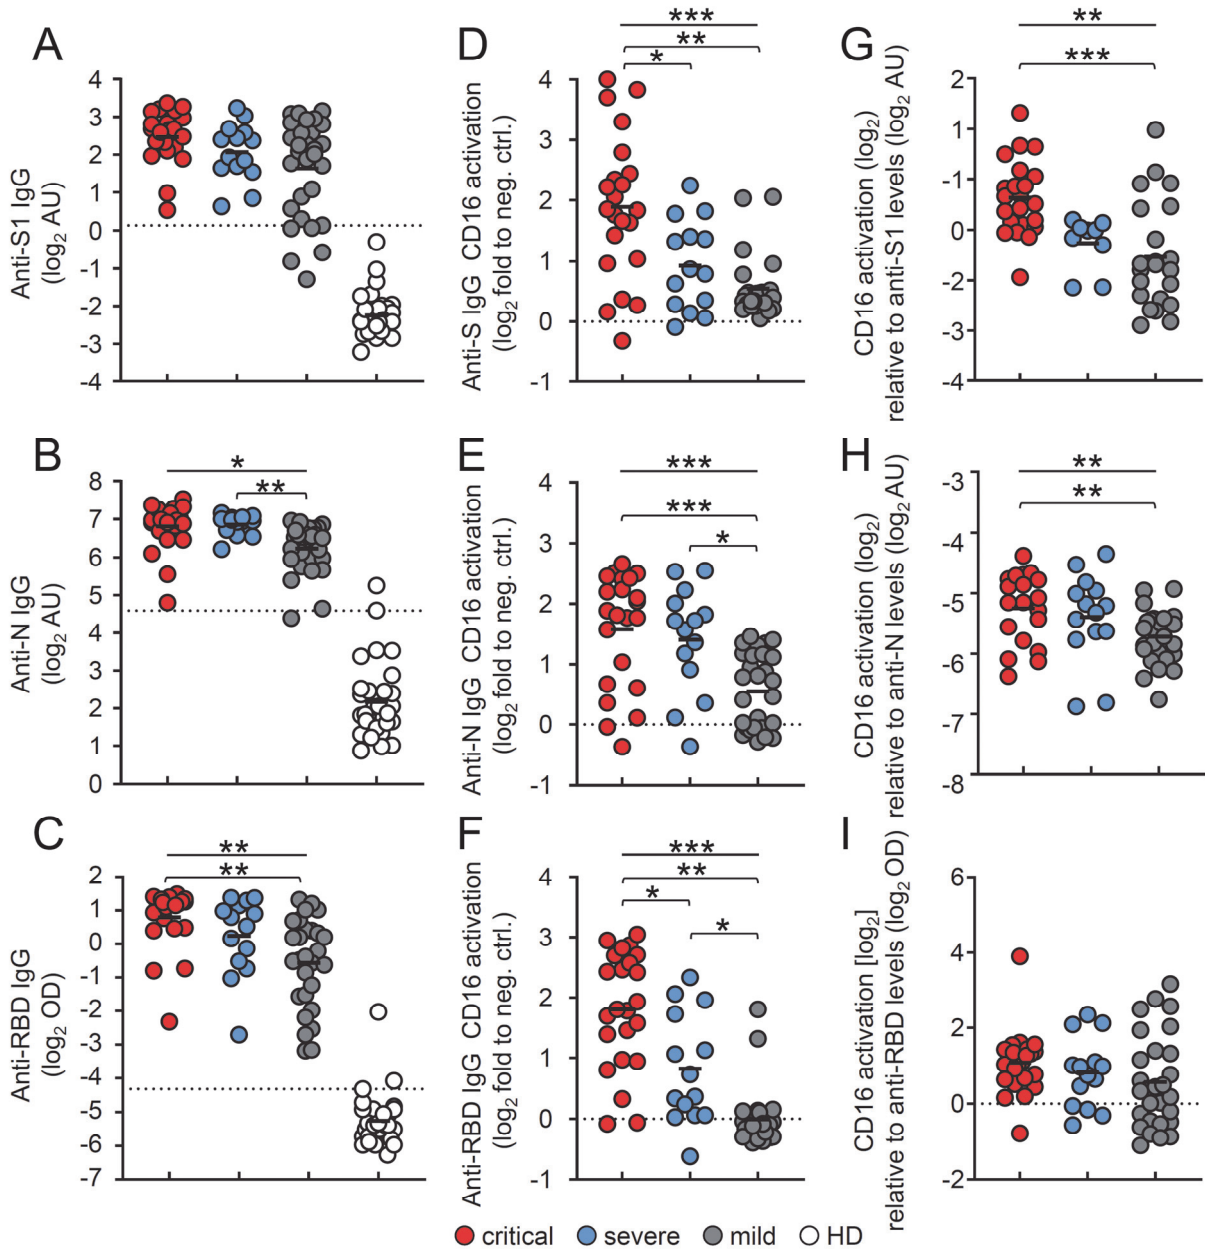 A
Anti-S1 IgG
(log2 AU)
4
3
2
1
0
-1
-2
-3
-4
D
***
**
*
Anti-S IgG CD16 activation
(log2 fold to neg. ctrl.)
4
3
2
1
0
-1
G
**
***
CD16 activation (log2)
relative to anti-S1 levels (log2 AU)
2
1
-1
0
-2
-3
-4
B
*
**
Anti-N IgG
(log2 AU)
8
7
6
5
4
3
2
1
0
E
***
***
*
Anti-N IgG CD16 activation
(log2 fold to neg. ctrl.)
4
3
2
1
0
-1
H
**
**
CD16 activation (log2)
relative to anti-N levels (log2 AU)
-3
-4
-5
-6
-7
-8
C
**
**
Anti-RBD IgG
(log2 OD)
2
1
0
-1
-2
-3
-4
-5
-6
-7
F
***
**
*
*
Anti-RBD IgG CD16 activation
(log2 fold to neg. ctrl.)
4
3
2
1
0
-1
I
CD16 activation [log2]
relative to anti-RBD levels (log2 OD)
6
4
2
0
-2
critical severe mild HD